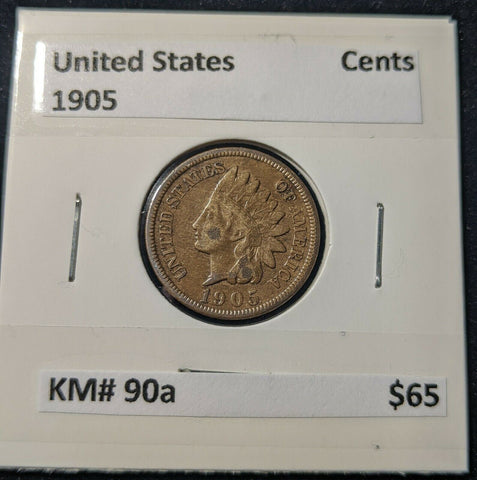 United States Cents
1905
UNITED STATES OF AMERICA
1905
KM# 90a $65